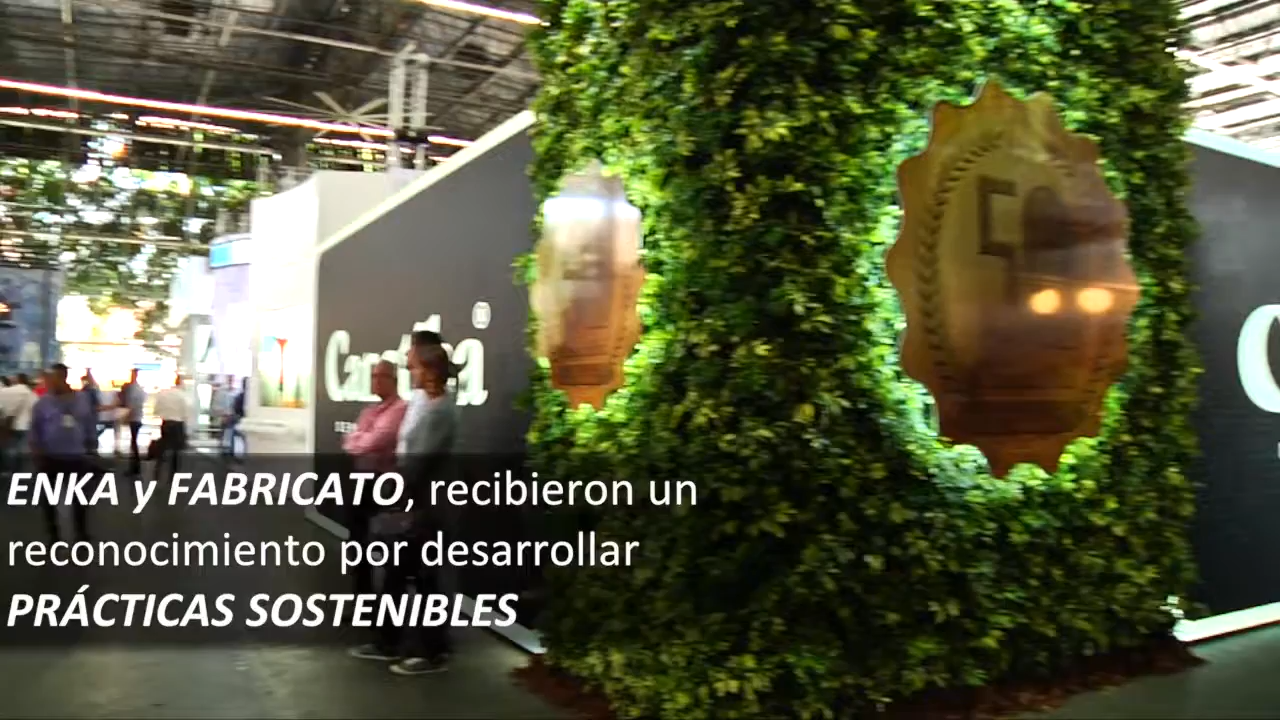 ENKA y FABRICATO, recibieron un
reconocimiento por desarrollar
PRÁCTICAS SOSTENIBLES